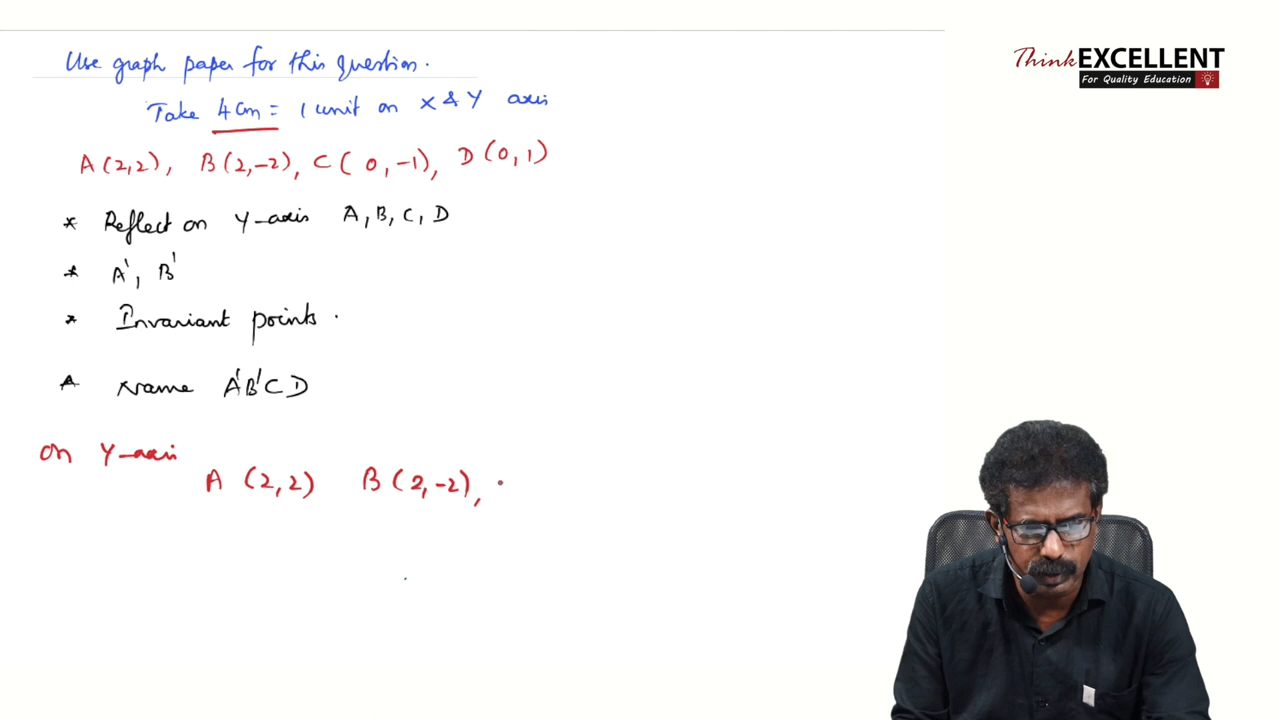 Use graph paper for this question.
Take 4cm = 1 unit on X & Y axis
A(2,2), B(2,-2), C(0,-1), D(0,1)
* Reflect on Y-axis A, B, C, D
* A', B'
* Invariant points.
* Name A'B'CD
On Y-axis
A (2,2) B(2,-2),
Think EXCELLENT
For Quality Education